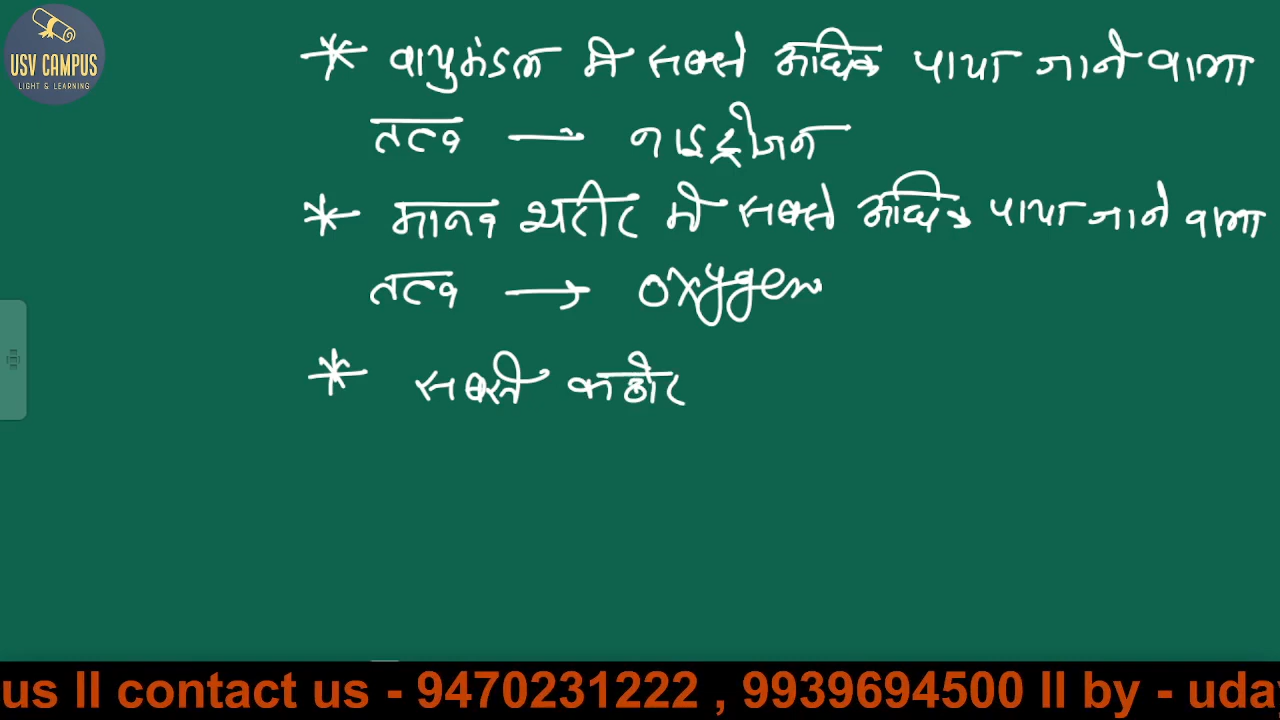 USV CAMPUS
LIGHT & LEARNING
* वायुमंडल में सबसे अधिक पाया जाने वाला
तत्व → नाइट्रोजन
* मानव शरीर में सबसे अधिक पाया जाने वाला
तत्व → oxygen
* सबसे कठोर
us ll contact us - 9470231222 , 9939694500 ll by - uday